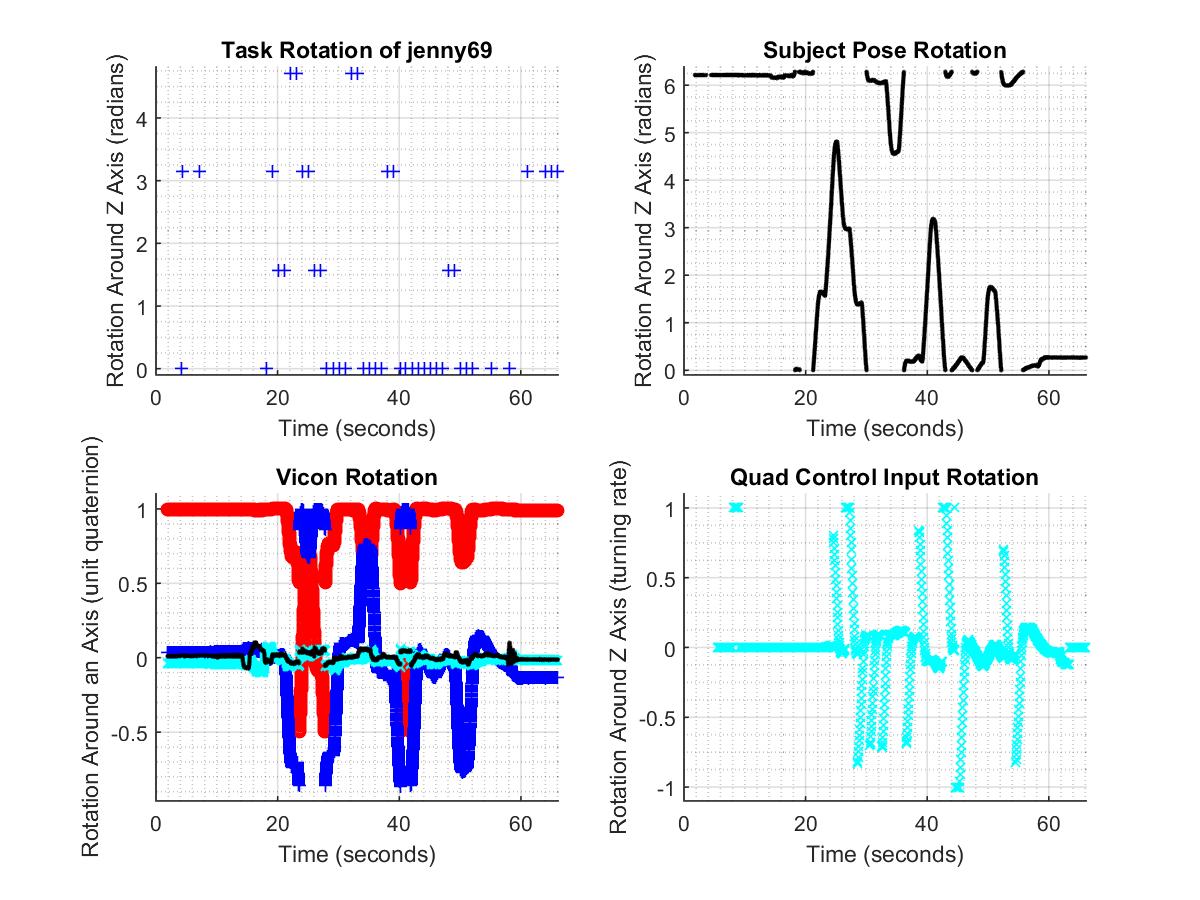 Task Rotation of jenny69
Rotation Around Z Axis (radians)
4
3
2
1
0
0 20 40 60
Time (seconds)
Subject Pose Rotation
Rotation Around Z Axis (radians)
6
5
4
3
2
1
0
0 20 40 60
Time (seconds)
Vicon Rotation
Rotation Around an Axis (unit quaternion)
1
0.5
0
-0.5
0 20 40 60
Time (seconds)
Quad Control Input Rotation
Rotation Around Z Axis (turning rate)
1
0.5
0
-0.5
-1
0 20 40 60
Time (seconds)